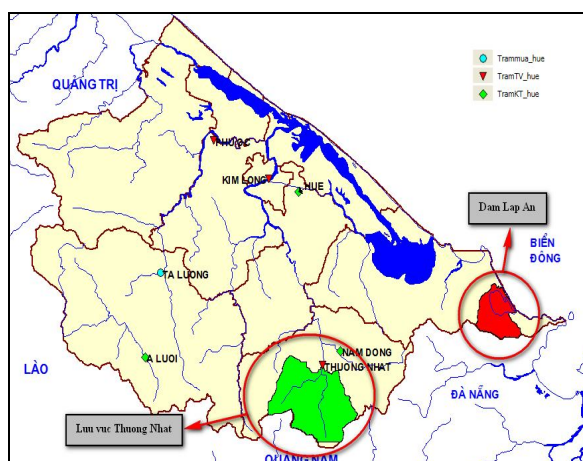 QUẢNG TRỊ
Trammua_hue
TramTV_hue
TramKT_hue
PHU OC
KIM LONG
HUE
Dam Lap An
BIỂN
ĐÔNG
TA LUONG
A LUOI
NAM DONG
THUONG NHAT
LÀO
ĐÀ NẴNG
Luu vuc Thuong Nhat
QUẢNG NAM